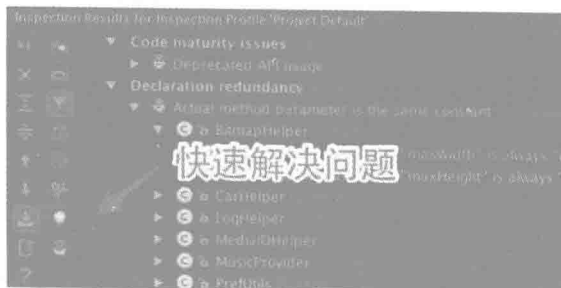 Inspection Results for Inspection Profile 'Project Default'
Code maturity issues
Deprecated API usage
Declaration redundancy
Actual method parameter is the same constant
BitmapHelper
maxWidth' is always "
快速解决问题
'maxHeight' is always "
CarHelper
LogHelper
MediaIDHelper
MusicProvider
PrefUtils